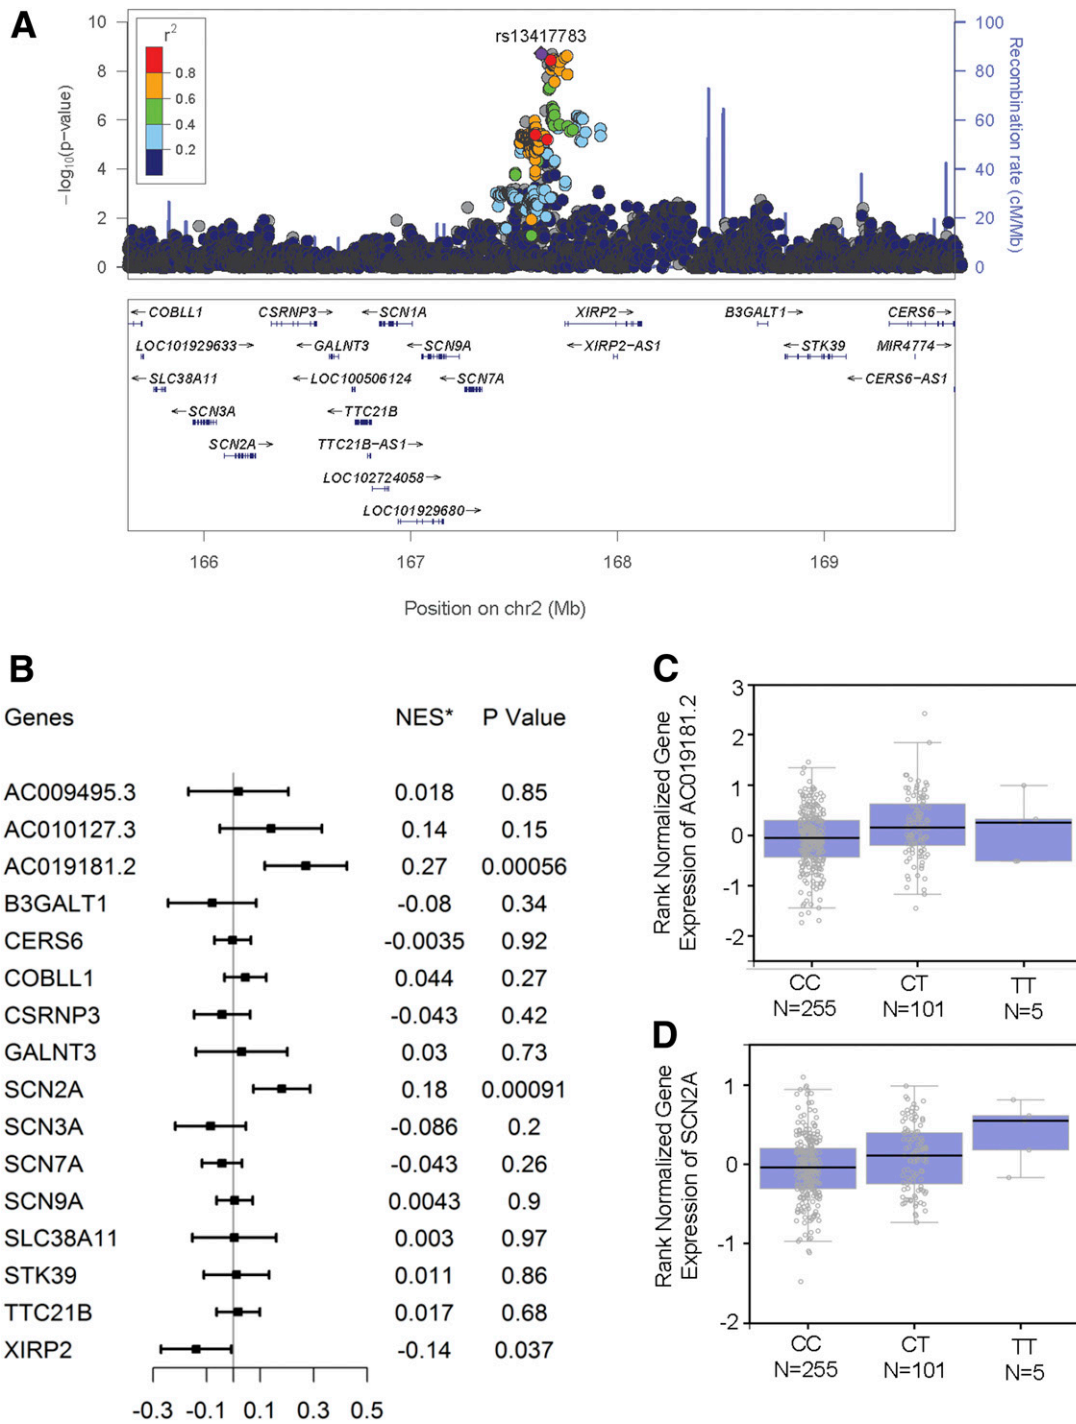 A
rs13417783
r2
0.8
0.6
0.4
0.2
10
8
6
4
2
0
−log10(p−value)
100
80
60
40
20
0
Recombination rate (cM/Mb)
←COBLL1 CSRNP3→ ←SCN1A XIRP2→ B3GALT1→ CERS6→
LOC101929633→ ←GALNT3 ←SCN9A ←XIRP2−AS1 ←STK39 MIR4774→
←SLC38A11 ←LOC100506124 ←SCN7A ←CERS6−AS1
←SCN3A ←TTC21B
SCN2A→ TTC21B−AS1→
LOC102724058→
LOC101929680→
166 167 168 169
Position on chr2 (Mb)
B
Genes NES* P Value
AC009495.3 0.018 0.85
AC010127.3 0.14 0.15
AC019181.2 0.27 0.00056
B3GALT1 -0.08 0.34
CERS6 -0.0035 0.92
COBLL1 0.044 0.27
CSRNP3 -0.043 0.42
GALNT3 0.03 0.73
SCN2A 0.18 0.00091
SCN3A -0.086 0.2
SCN7A -0.043 0.26
SCN9A 0.0043 0.9
SLC38A11 0.003 0.97
STK39 0.011 0.86
TTC21B 0.017 0.68
XIRP2 -0.14 0.037
-0.3 -0.1 0.1 0.3 0.5
C
Rank Normalized Gene
Expression of AC019181.2
3
2
1
0
-1
-2
CC CT TT
N=255 N=101 N=5
D
Rank Normalized Gene
Expression of SCN2A
1
0
-1
-2
CC CT TT
N=255 N=101 N=5